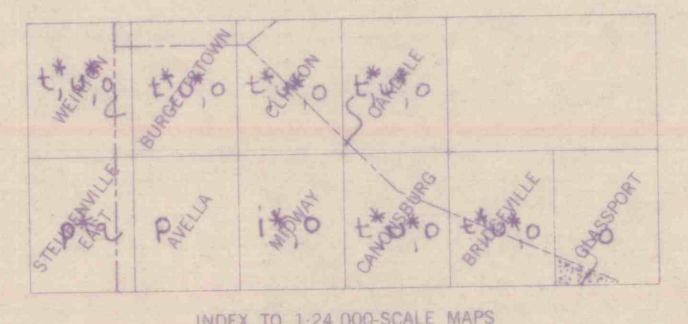 WEIRTON
BURGETTSTOWN
CLINTON
t*, o
OAKDALE
STEUBENVILLE
EAST
p AVELLA
MIDWAY
i*, o
CANONSBURG
BRIDGEVILLE
GLASSPORT
o
INDEX TO 1:24 000-SCALE MAPS